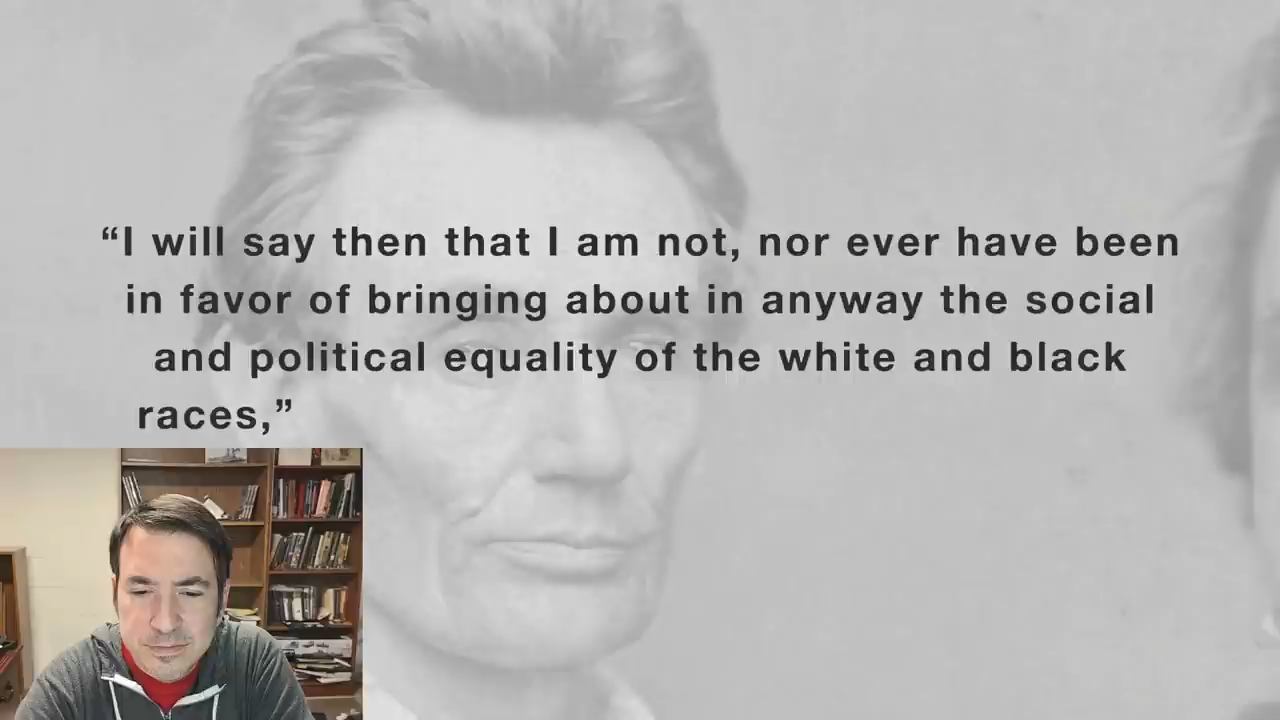 “I will say then that I am not, nor ever have been
in favor of bringing about in anyway the social
and political equality of the white and black
races,”